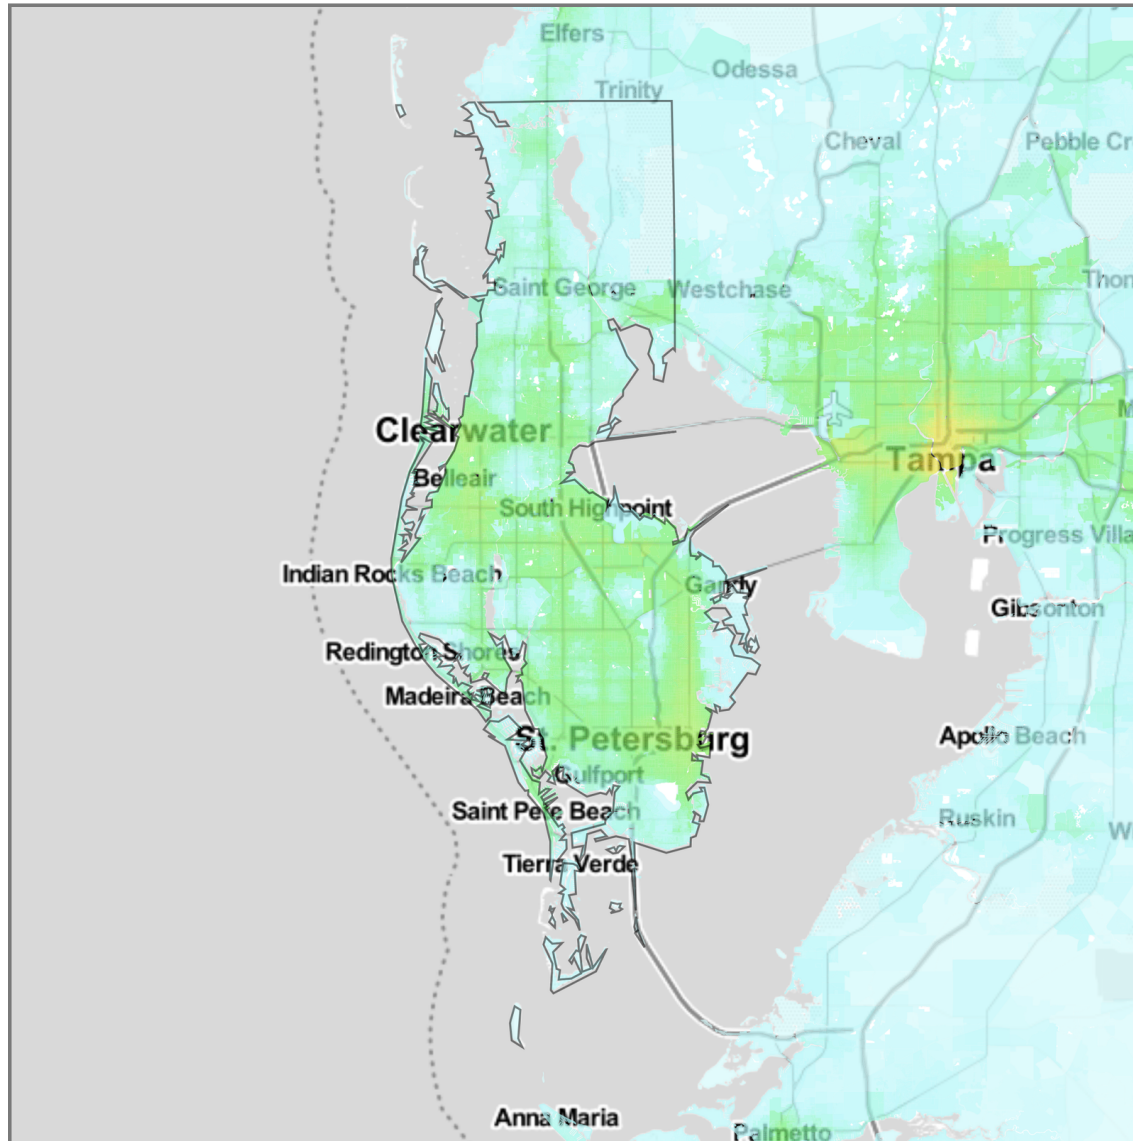 Elfers
Odessa
Trinity
Cheval
Pebble Cr
Saint George
Westchase
Thon
Clearwater
M
Tampa
Belleair
South Highpoint
Progress Villa
Indian Rocks Beach
Gandy
Gibsonton
Redington Shores
Madeira Beach
St. Petersburg
Apollo Beach
Gulfport
Saint Pete Beach
Ruskin
Wi
Tierra Verde
Anna Maria
Palmetto